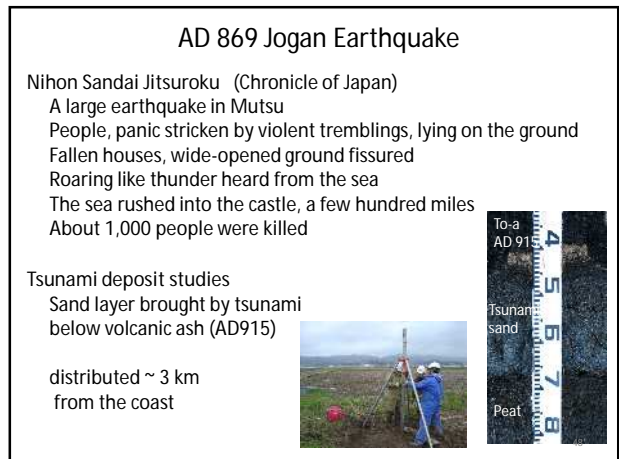 AD 869 Jogan Earthquake
Nihon Sandai Jitsuroku (Chronicle of Japan)
A large earthquake in Mutsu
People, panic stricken by violent tremblings, lying on the ground
Fallen houses, wide-opened ground fissured
Roaring like thunder heard from the sea
The sea rushed into the castle, a few hundred miles
About 1,000 people were killed
Tsunami deposit studies
Sand layer brought by tsunami
below volcanic ash (AD915)
distributed ~ 3 km
from the coast
To-a
AD 915
Tsunami
sand
Peat
4
5
6
7
8
48